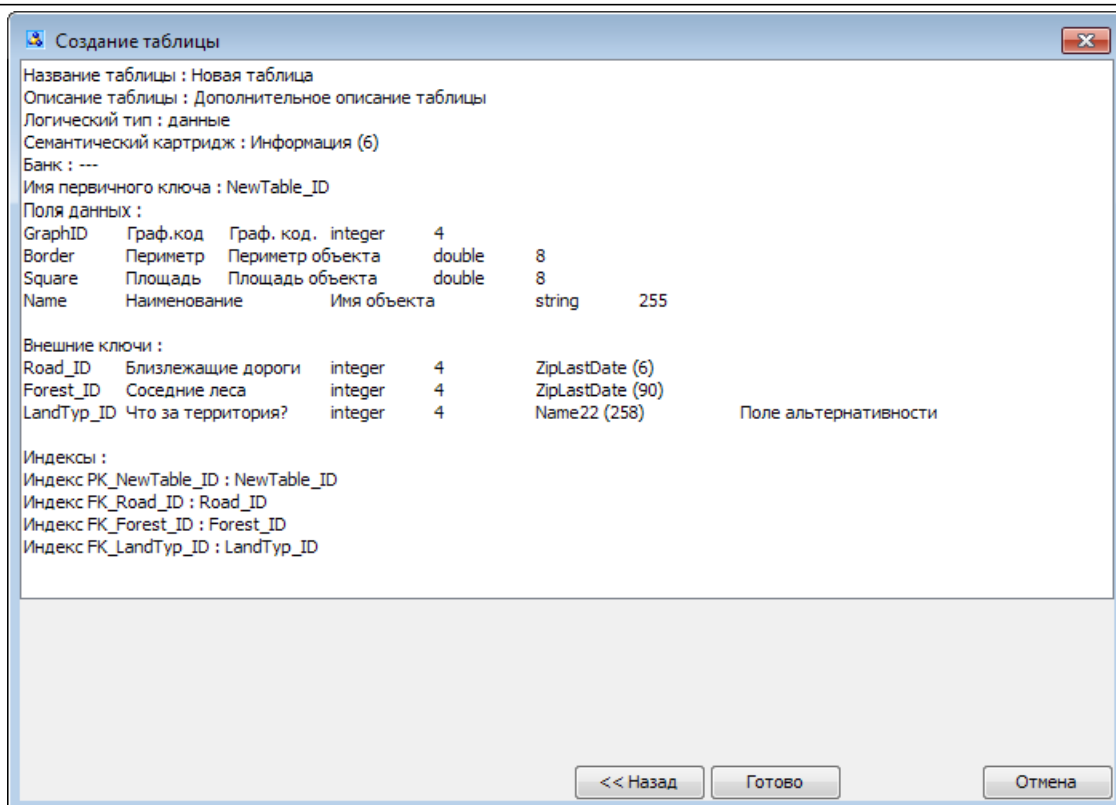 Создание таблицы
Название таблицы : Новая таблица
Описание таблицы : Дополнительное описание таблицы
Логический тип : данные
Семантический картридж : Информация (6)
Банк : ---
Имя первичного ключа : NewTable_ID
Поля данных :
GraphID Граф.код Граф. код. integer 4
Border Периметр Периметр объекта double 8
Square Площадь Площадь объекта double 8
Name Наименование Имя объекта string 255
Внешние ключи :
Road_ID Близлежащие дороги integer 4 ZipLastDate (6)
Forest_ID Соседние леса integer 4 ZipLastDate (90)
LandTyp_ID Что за территория? integer 4 Name22 (258) Поле альтернативности
Индексы :
Индекс PK_NewTable_ID : NewTable_ID
Индекс FK_Road_ID : Road_ID
Индекс FK_Forest_ID : Forest_ID
Индекс FK_LandTyp_ID : LandTyp_ID
<< Назад Готово Отмена